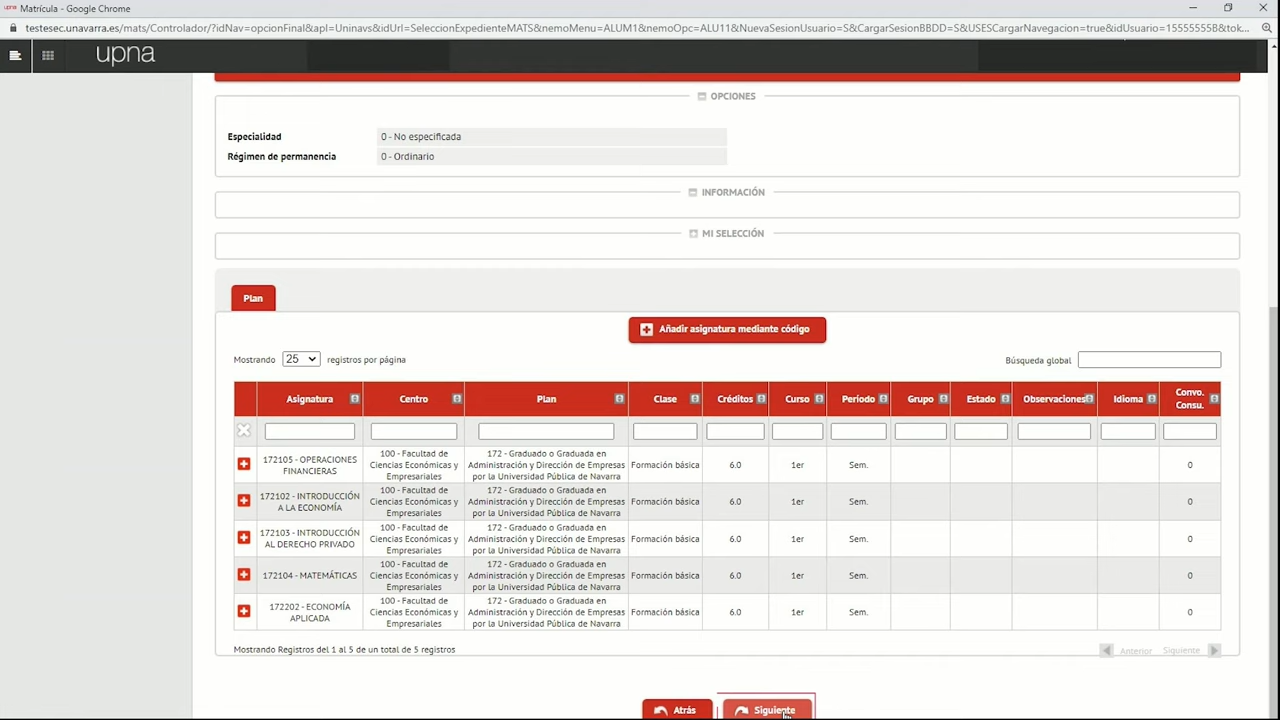 Matrícula - Google Chrome
testesec.unavarra.es/mats/Controlador/?idNav=opcionFinal&apl=Uninavs&idUrl=SeleccionExpedienteMATS&nemoMenu=ALUM1&nemoOpc=ALU11&NuevaSesionUsuario=S&CargarSesionBBDD=S&USESCargarNavegacion=true&idUsuario=15555555B&tok...
upna
OPCIONES
Especialidad 0 - No especificada
Régimen de permanencia 0 - Ordinario
INFORMACIÓN
MI SELECCIÓN
Plan
Añadir asignatura mediante código
Mostrando 25 registros por página Búsqueda global
Asignatura Centro Plan Clase Créditos Curso Periodo Grupo Estado Observaciones Idioma Convo. Consu.
172105 - OPERACIONES FINANCIERAS 100 - Facultad de Ciencias Económicas y Empresariales 172 - Graduado o Graduada en Administración y Dirección de Empresas por la Universidad Pública de Navarra Formación básica 6.0 1er Sem. 0
172102 - INTRODUCCIÓN A LA ECONOMÍA 100 - Facultad de Ciencias Económicas y Empresariales 172 - Graduado o Graduada en Administración y Dirección de Empresas por la Universidad Pública de Navarra Formación básica 6.0 1er Sem. 0
172103 - INTRODUCCIÓN AL DERECHO PRIVADO 100 - Facultad de Ciencias Económicas y Empresariales 172 - Graduado o Graduada en Administración y Dirección de Empresas por la Universidad Pública de Navarra Formación básica 6.0 1er Sem. 0
172104 - MATEMÁTICAS 100 - Facultad de Ciencias Económicas y Empresariales 172 - Graduado o Graduada en Administración y Dirección de Empresas por la Universidad Pública de Navarra Formación básica 6.0 1er Sem. 0
172202 - ECONOMÍA APLICADA 100 - Facultad de Ciencias Económicas y Empresariales 172 - Graduado o Graduada en Administración y Dirección de Empresas por la Universidad Pública de Navarra Formación básica 6.0 1er Sem. 0
Mostrando Registros del 1 al 5 de un total de 5 registros Anterior Siguiente
Atrás Siguiente